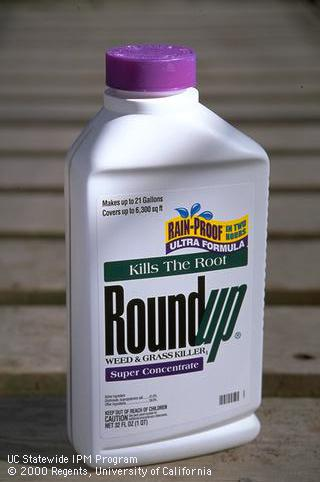 Makes up to 21 Gallons
Covers up to 6,300 sq ft
RAIN-PROOF
IN TWO
HOURS
ULTRA FORMULA
Kills The Root
Roundup®
WEED & GRASS KILLER
Super Concentrate
KEEP OUT OF REACH OF CHILDREN
CAUTION
NET 32 FL OZ (1 QT)
UC Statewide IPM Program
© 2000 Regents, University of California